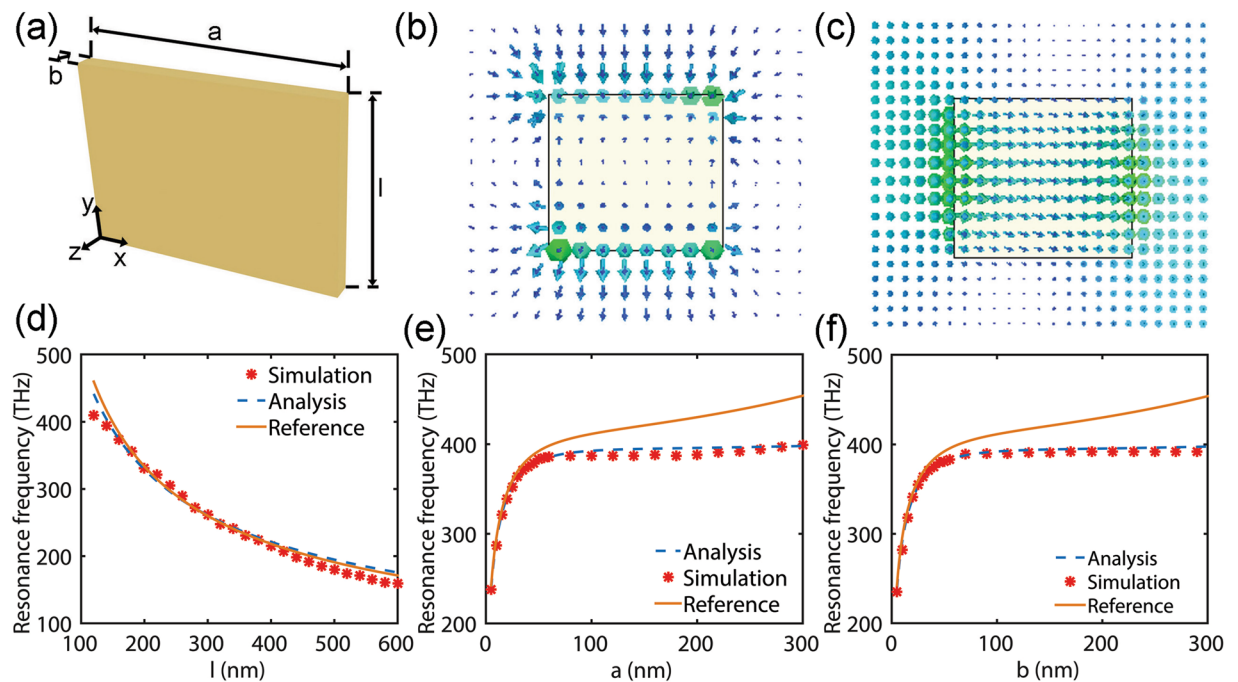 (a)
a
b
l
y
z
x
(b)
(c)
(d)
Resonance frequency (THz)
500
400
300
200
100
100
200
300
400
500
600
l (nm)
Simulation
Analysis
Reference
(e)
Resonance frequency (THz)
500
400
300
200
0
100
200
300
a (nm)
Analysis
Simulation
Reference
(f)
Resonance frequency (THz)
500
400
300
200
0
100
200
300
b (nm)
Analysis
Simulation
Reference